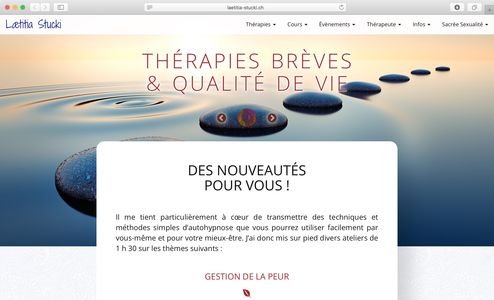 lætitia-stucki.ch
Lætitia Stucki
Thérapies Cours Évènements Thérapeute Infos Sacrée Sexualité
THÉRAPIES BRÈVES
& QUALITÉ DE VIE
DES NOUVEAUTÉS
POUR VOUS !
Il me tient particulièrement à cœur de transmettre des techniques et
méthodes simples d'autohypnose que vous pourrez utiliser facilement par
vous-même et pour votre mieux-être. J'ai donc mis sur pied divers ateliers de
1 h 30 sur les thèmes suivants :
GESTION DE LA PEUR